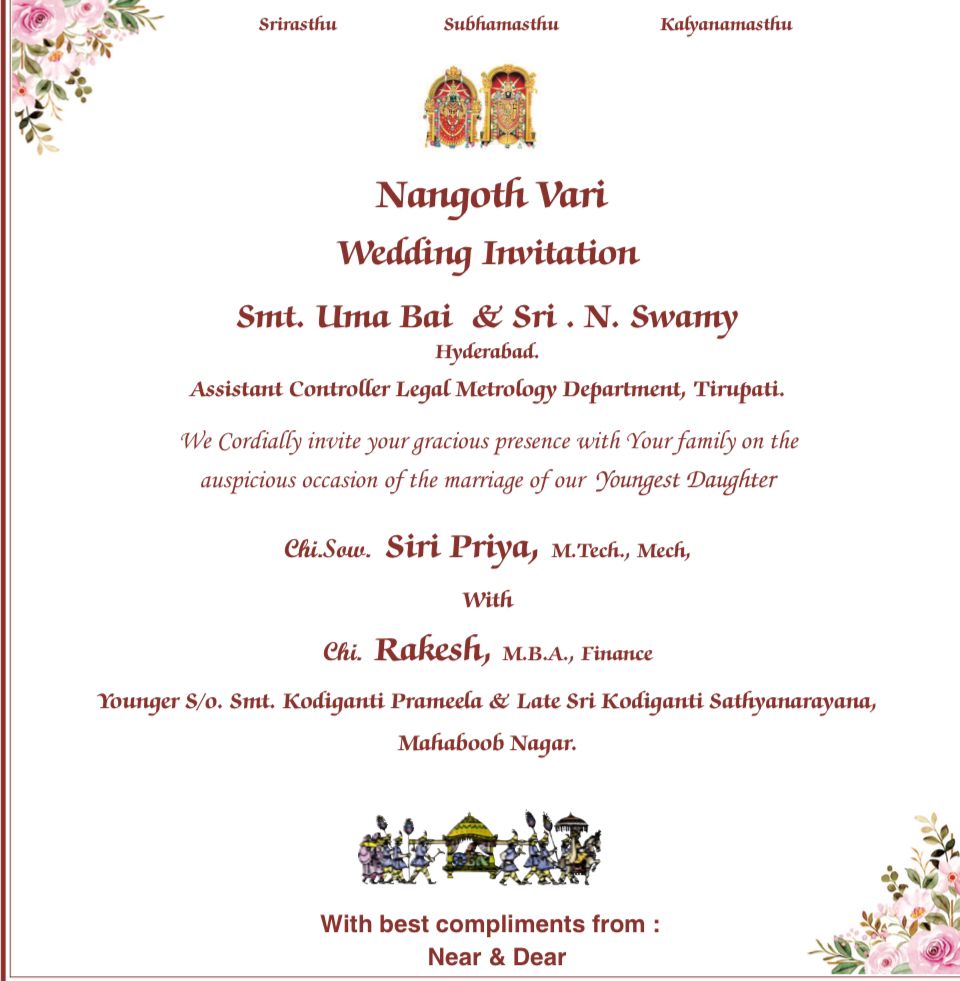 Srirasthu Subhamasthu Kalyanamasthu
Nangoth Vari
Wedding Invitation
Smt. Uma Bai & Sri . N. Swamy
Hyderabad.
Assistant Controller Legal Metrology Department, Tirupati.
We Cordially invite your gracious presence with Your family on the
auspicious occasion of the marriage of our Youngest Daughter
Chi.Sow. Siri Priya, M.Tech., Mech,
With
Chi. Rakesh, M.B.A., Finance
Younger S/o. Smt. Kodiganti Prameela & Late Sri Kodiganti Sathyanarayana,
Mahaboob Nagar.
With best compliments from :
Near & Dear